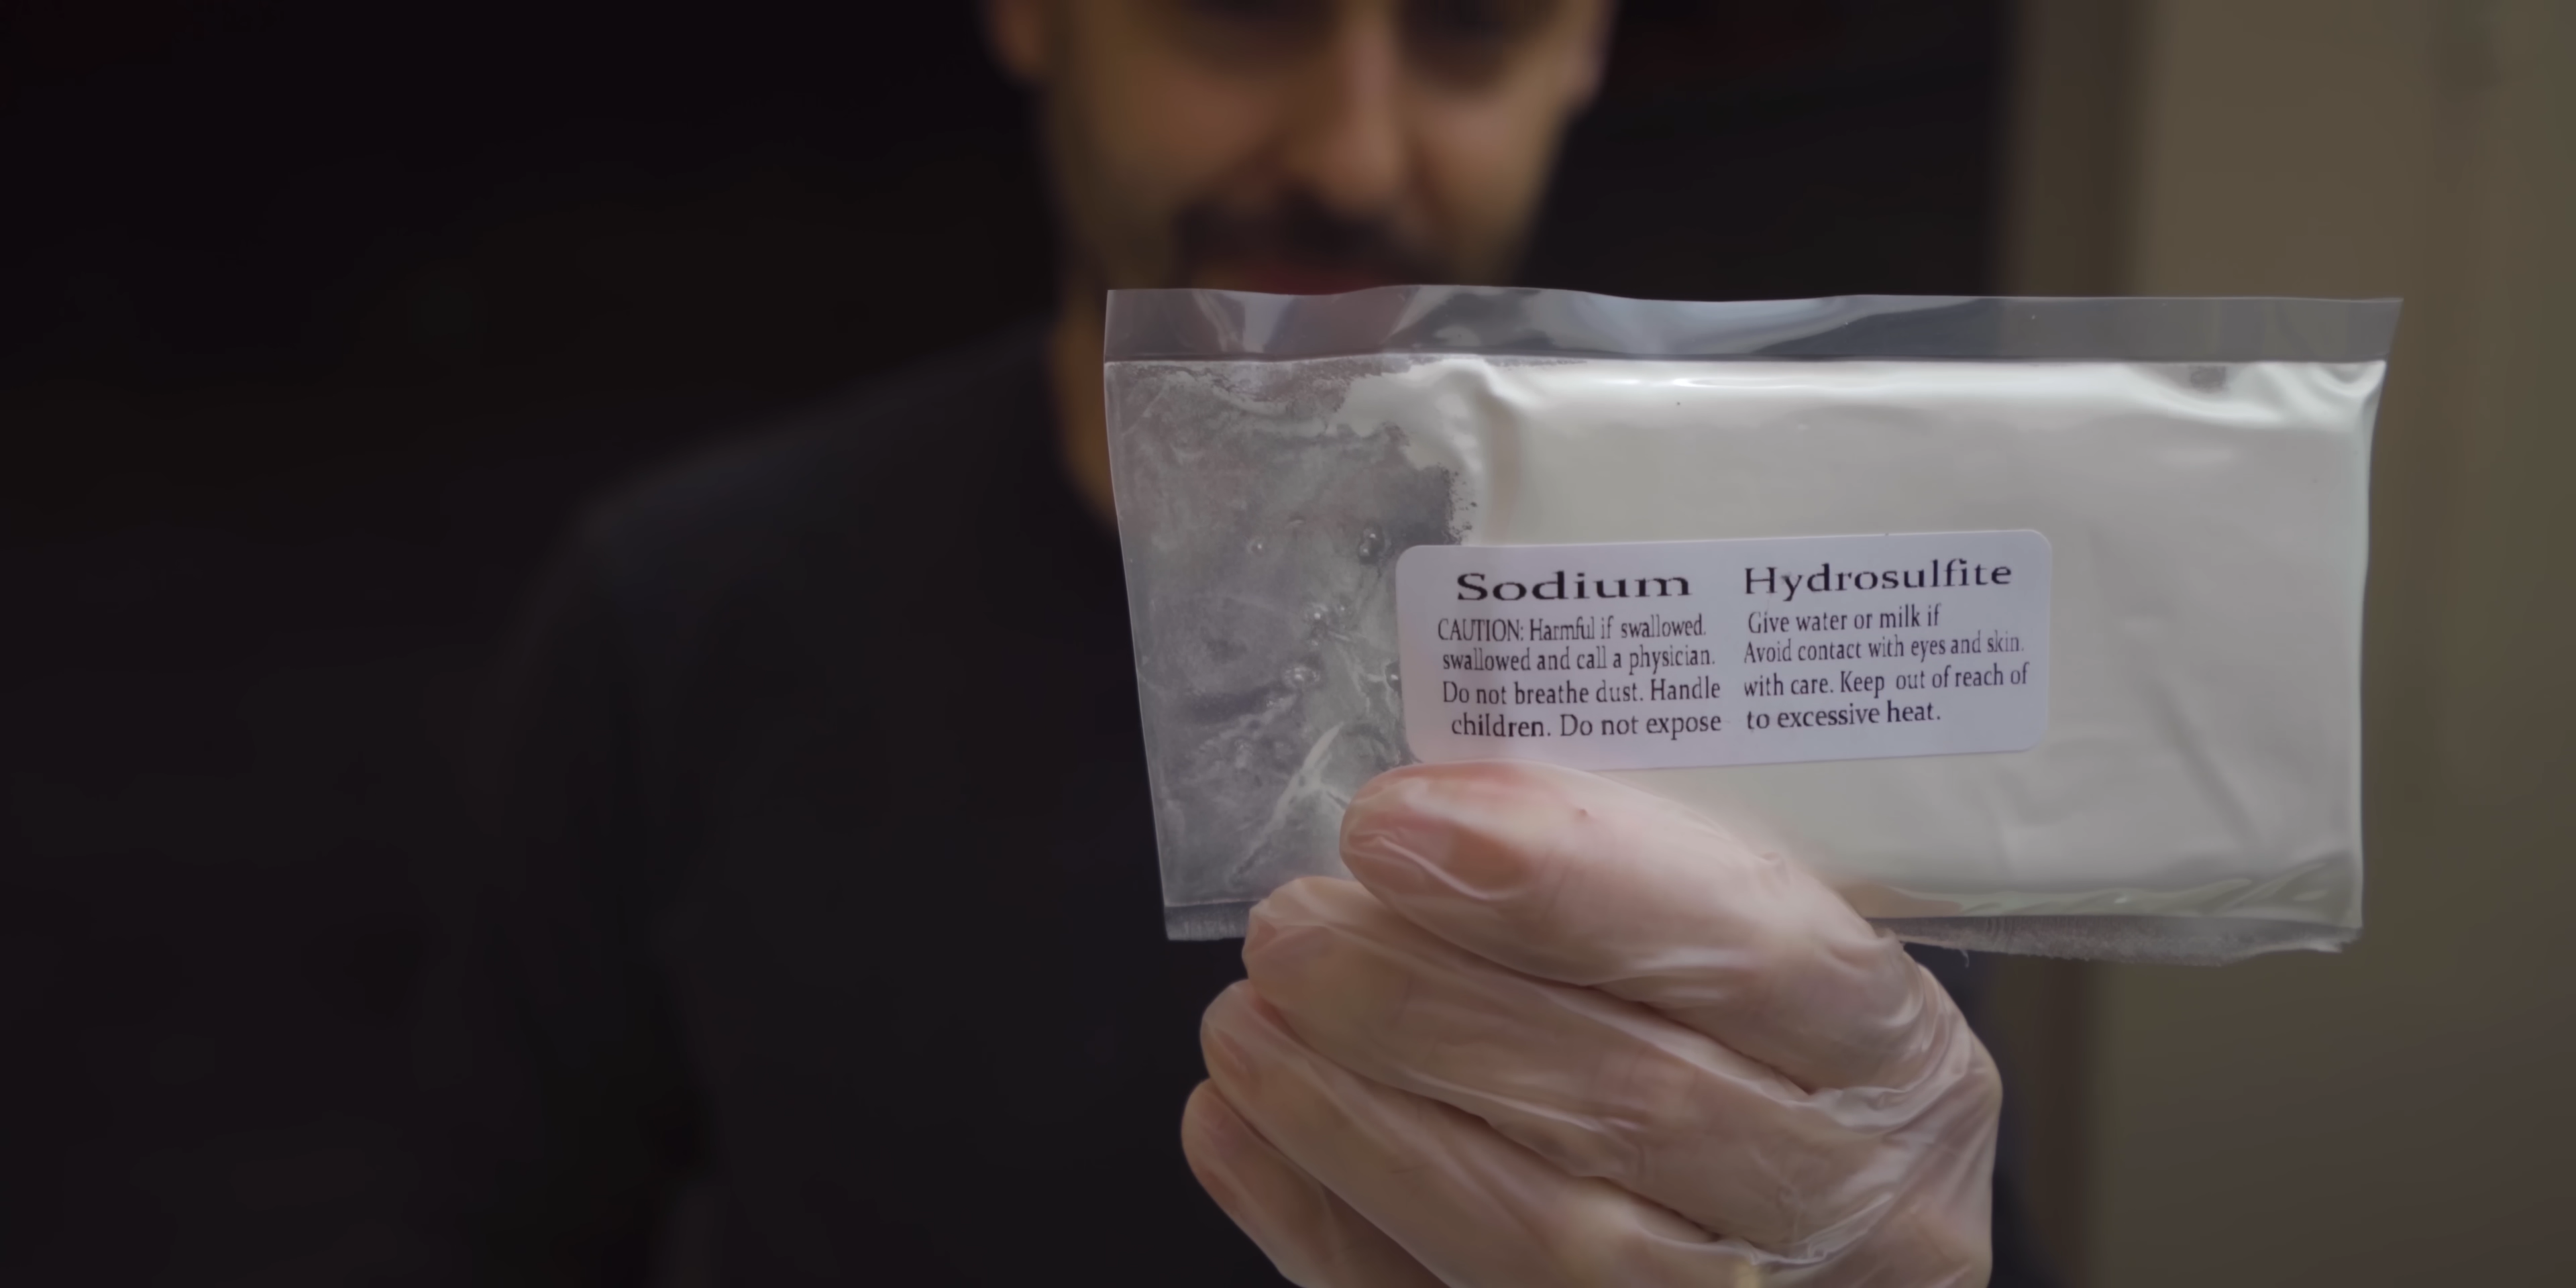 Sodium Hydrosulfite
CAUTION: Harmful if swallowed. Give water or milk if
swallowed and call a physician. Avoid contact with eyes and skin.
Do not breathe dust. Handle with care. Keep out of reach of
children. Do not expose to excessive heat.